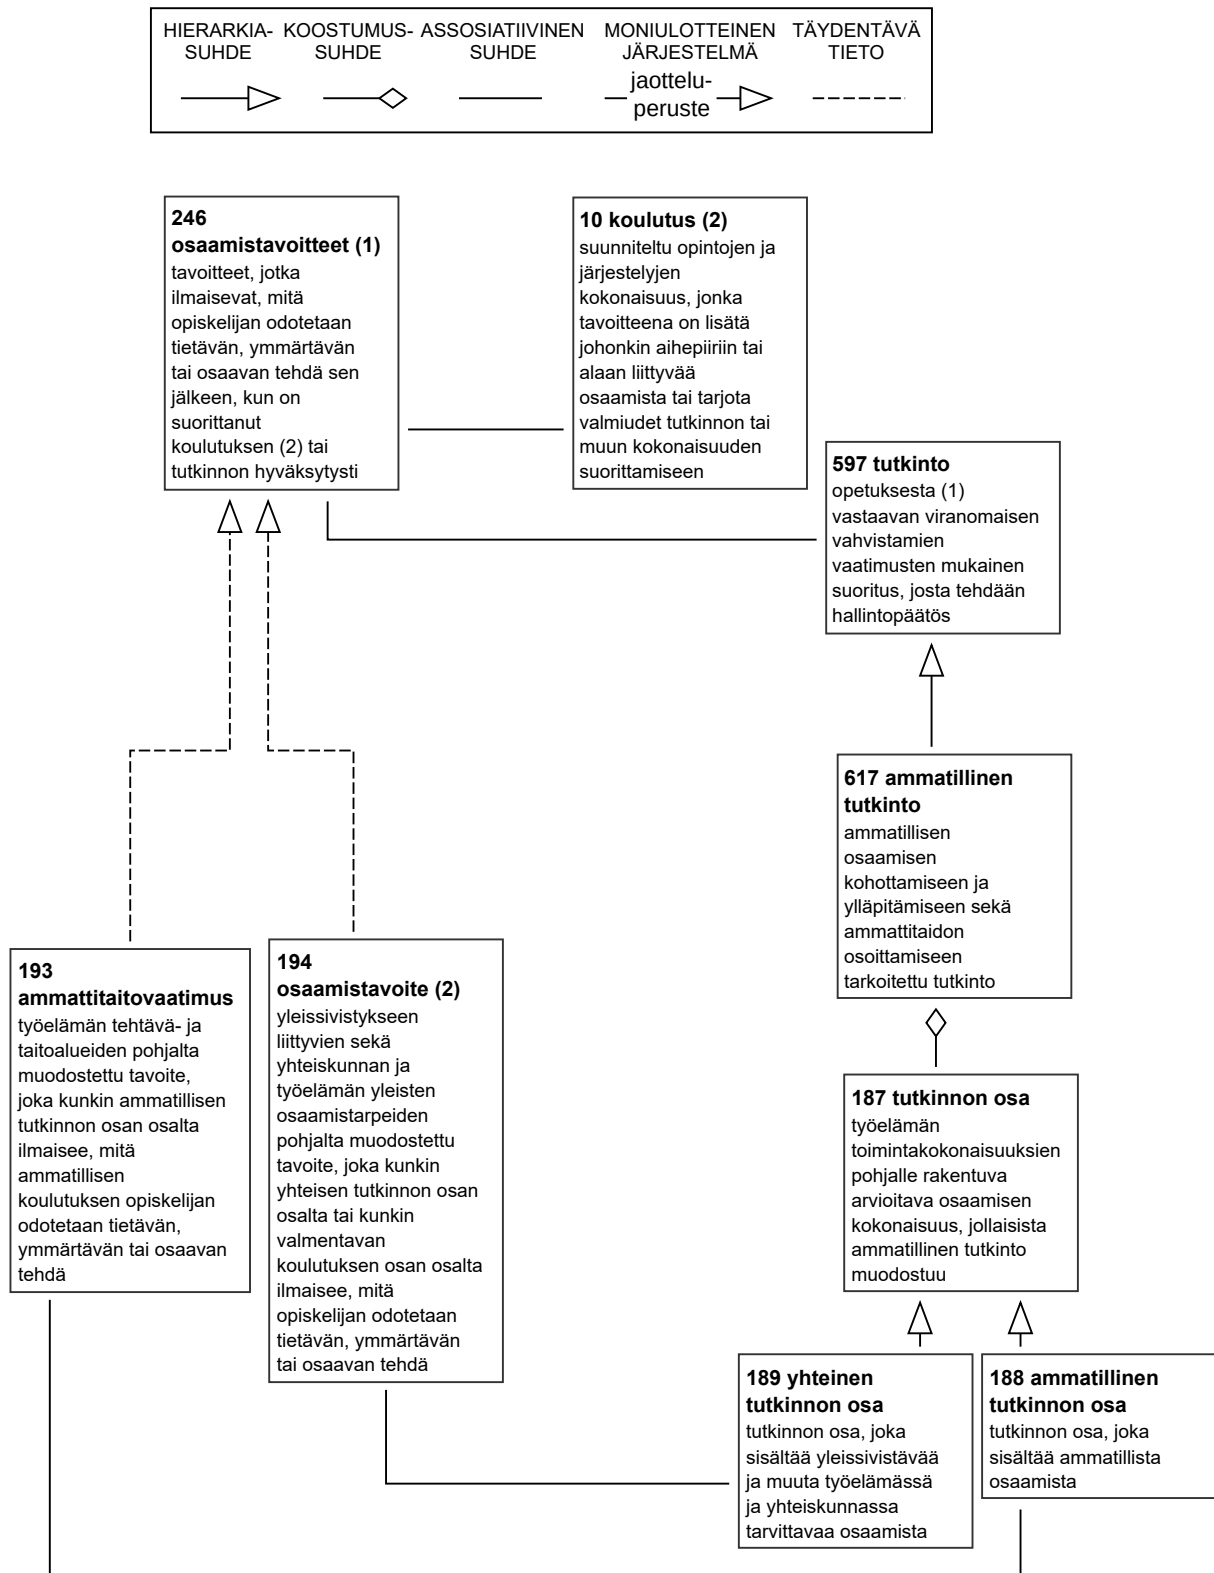 HIERARKIA-
SUHDE
KOOSTUMUS-
SUHDE
ASSOSIATIIVINEN
SUHDE
MONIULOTTEINEN
JÄRJESTELMÄ
jaottelu-
peruste
TÄYDENTÄVÄ
TIETO
246
osaamistavoitteet (1)
tavoitteet, jotka
ilmaisevat, mitä
opiskelijan odotetaan
tietävän, ymmärtävän
tai osaavan tehdä sen
jälkeen, kun on
suorittanut
koulutuksen (2) tai
tutkinnon hyväksytysti
10 koulutus (2)
suunniteltu opintojen ja
järjestelyjen
kokonaisuus, jonka
tavoitteena on lisätä
johonkin aihepiiriin tai
alaan liittyvää
osaamista tai tarjota
valmiudet tutkinnon tai
muun kokonaisuuden
suorittamiseen
597 tutkinto
opetuksesta (1)
vastaavan viranomaisen
vahvistamien
vaatimusten mukainen
suoritus, josta tehdään
hallintopäätös
617 ammatillinen
tutkinto
ammatillisen
osaamisen
kohottamiseen ja
ylläpitämiseen sekä
ammattitaidon
osoittamiseen
tarkoitettu tutkinto
193
ammattitaitovaatimus
työelämän tehtävä- ja
taitoalueiden pohjalta
muodostettu tavoite,
joka kunkin ammatillisen
tutkinnon osan osalta
ilmaisee, mitä
ammatillisen
koulutuksen opiskelijan
odotetaan tietävän,
ymmärtävän tai osaavan
tehdä
194
osaamistavoite (2)
yleissivistykseen
liittyvien sekä
yhteiskunnan ja
työelämän yleisten
osaamistarpeiden
pohjalta muodostettu
tavoite, joka kunkin
yhteisen tutkinnon osan
osalta tai kunkin
valmentavan
koulutuksen osan osalta
ilmaisee, mitä
opiskelijan odotetaan
tietävän, ymmärtävän
tai osaavan tehdä
187 tutkinnon osa
työelämän
toimintakokonaisuuksien
pohjalle rakentuva
arvioitava osaamisen
kokonaisuus, jollaisista
ammatillinen tutkinto
muodostuu
189 yhteinen
tutkinnon osa
tutkinnon osa, joka
sisältää yleissivistävää
ja muuta työelämässä
ja yhteiskunnassa
tarvittavaa osaamista
188 ammatillinen
tutkinnon osa
tutkinnon osa, joka
sisältää ammatillista
osaamista